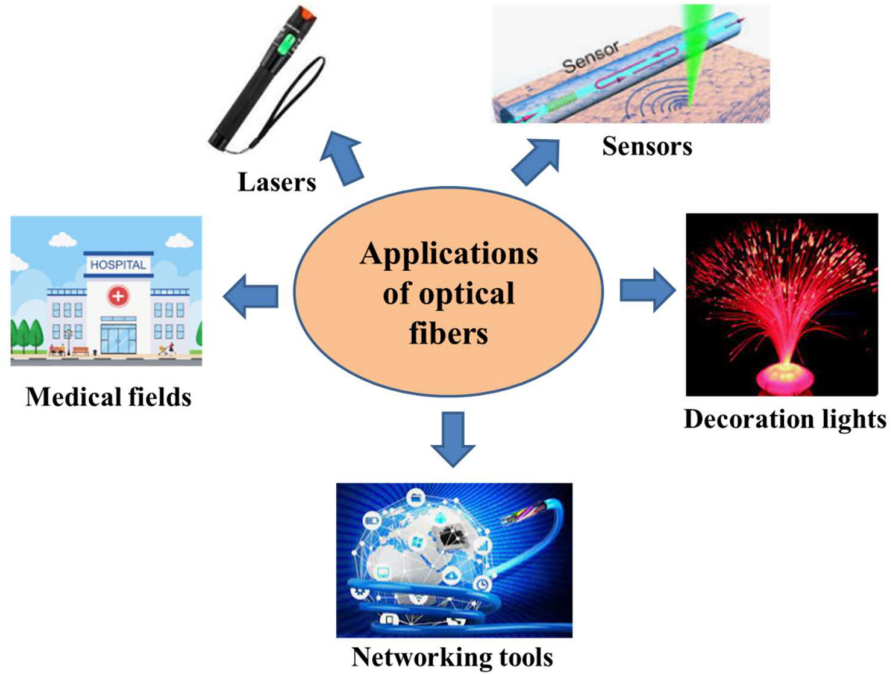 Sensor
Lasers
Sensors
HOSPITAL
Applications
of optical
fibers
Medical fields
Decoration lights
Networking tools